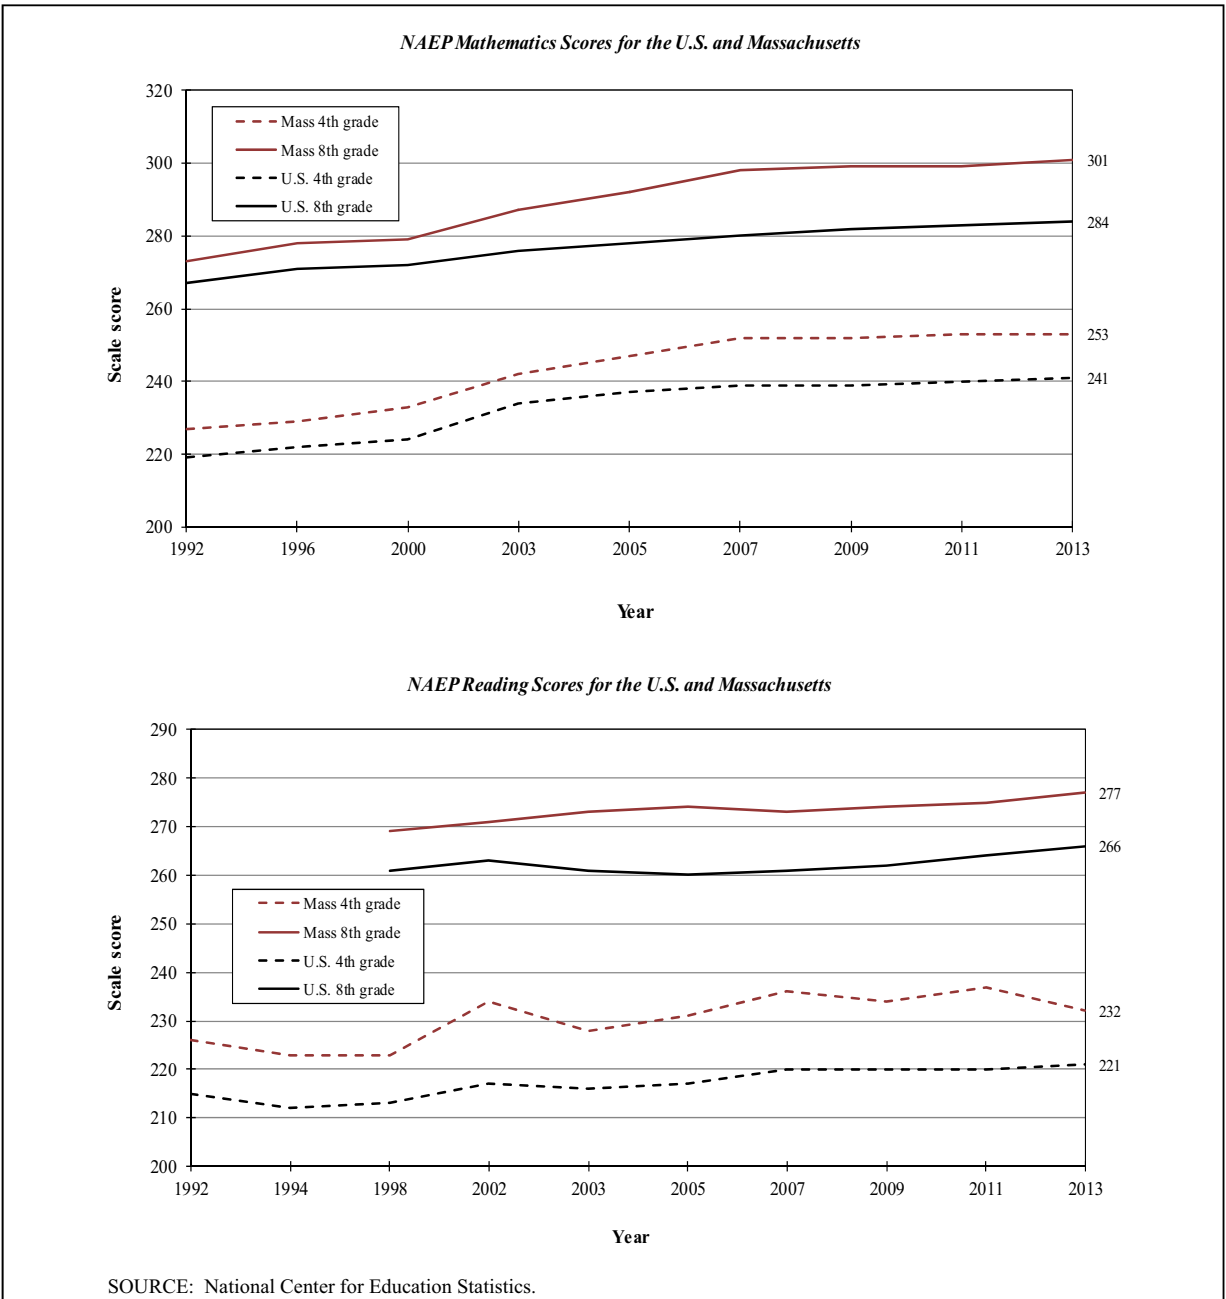 NAEP Mathematics Scores for the U.S. and Massachusetts
320
300
280
260
240
220
200
Scale score
Mass 4th grade
Mass 8th grade
U.S. 4th grade
U.S. 8th grade
301
284
253
241
1992 1996 2000 2003 2005 2007 2009 2011 2013
Year
NAEP Reading Scores for the U.S. and Massachusetts
290
280
270
260
250
240
230
220
210
200
Scale score
Mass 4th grade
Mass 8th grade
U.S. 4th grade
U.S. 8th grade
277
266
232
221
1992 1994 1998 2002 2003 2005 2007 2009 2011 2013
Year
SOURCE: National Center for Education Statistics.